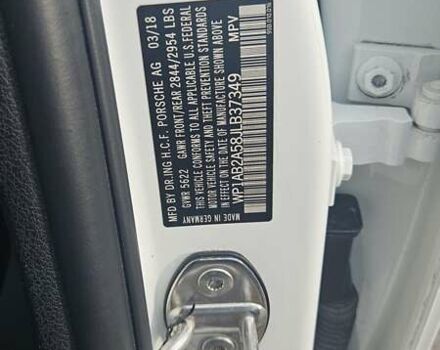 MFD BY DR.ING H.C.F. PORSCHE AG 03/18
GVWR 5622 GAWR FRONT/REAR 2844/2954 LBS
THIS VEHICLE CONFORMS TO ALL APPLICABLE U.S.FEDERAL
MOTOR VEHICLE SAFETY AND THEFT PREVENTION STANDARDS
IN EFFECT ON THE DATE OF MANUFACTURE SHOWN ABOVE
WP1AB2A58JLB37349 MPV
MADE IN GERMANY